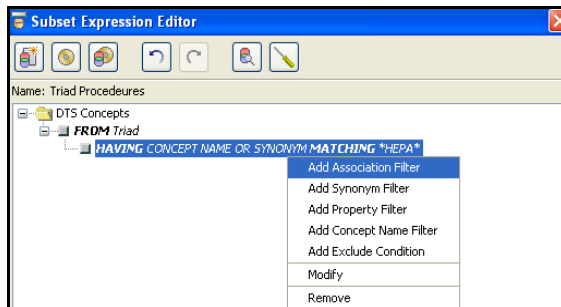 Subset Expression Editor
Name: Triad Procedeures
DTS Concepts
FROM Triad
HAVING CONCEPT NAME OR SYNONYM MATCHING *HEPA*
Add Association Filter
Add Synonym Filter
Add Property Filter
Add Concept Name Filter
Add Exclude Condition
Modify
Remove